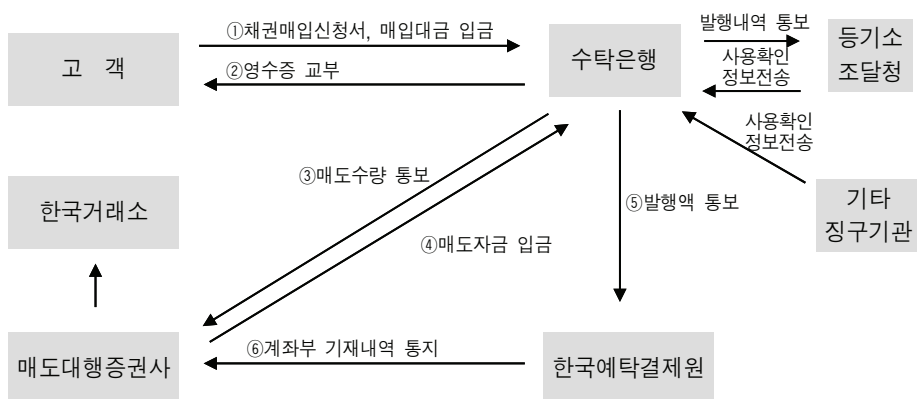 ①채권매입신청서, 매입대금 입금
발행내역 통보
고 객
수탁은행
등기소
조달청
②영수증 교부
사용확인
정보전송
사용확인
정보전송
③매도수량 통보
한국거래소
⑤발행액 통보
기타
징구기관
④매도자금 입금
⑥계좌부 기재내역 통지
매도대행증권사
한국예탁결제원